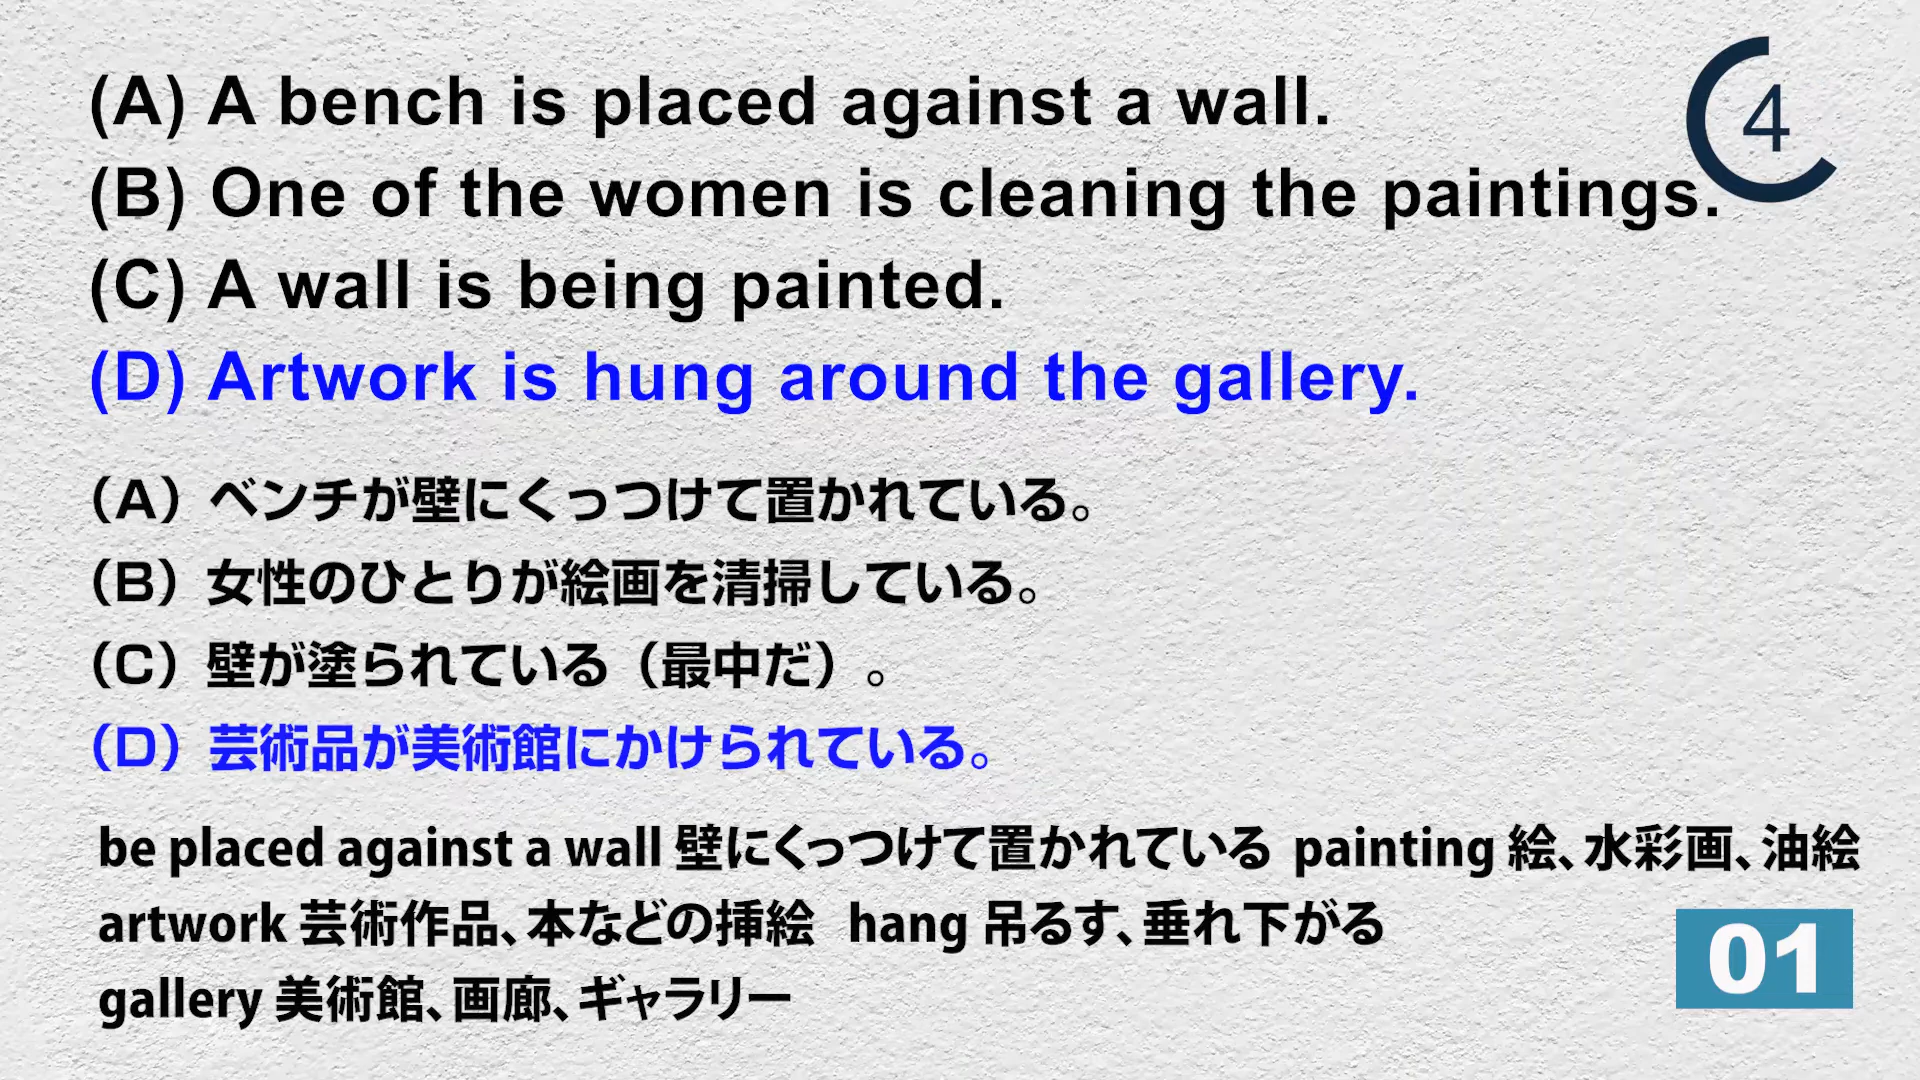 (A) A bench is placed against a wall.
4
(B) One of the women is cleaning the paintings.
(C) A wall is being painted.
(D) Artwork is hung around the gallery.
（A）ベンチが壁にくっつけて置かれている。
（B）女性のひとりが絵画を清掃している。
（C）壁が塗られている（最中だ）。
（D）芸術品が美術館にかけられている。
be placed against a wall 壁にくっつけて置かれている painting 絵、水彩画、油絵
artwork 芸術作品、本などの挿絵 hang 吊るす、垂れ下がる
gallery 美術館、画廊、ギャラリー
01